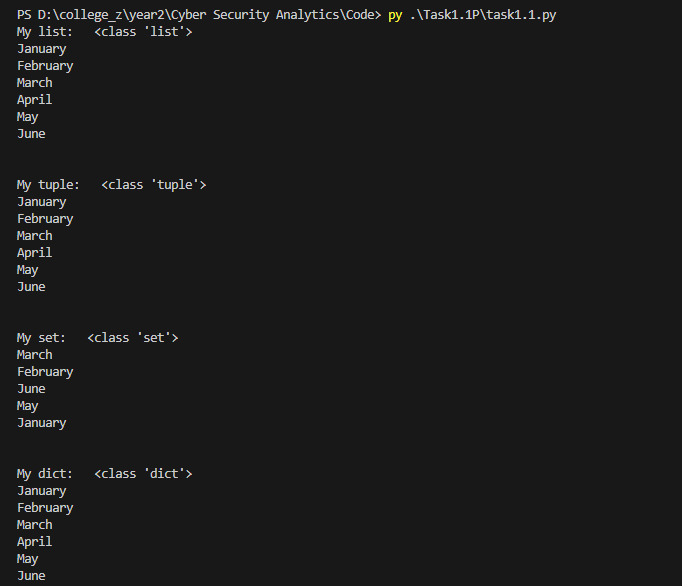 PS D:\college_z\year2\Cyber Security Analytics\Code> py .\Task1.1P\task1.1.py
My list:   <class 'list'>
January
February
March
April
May
June
My tuple:   <class 'tuple'>
January
February
March
April
May
June
My set:   <class 'set'>
March
February
June
May
January
My dict:   <class 'dict'>
January
February
March
April
May
June